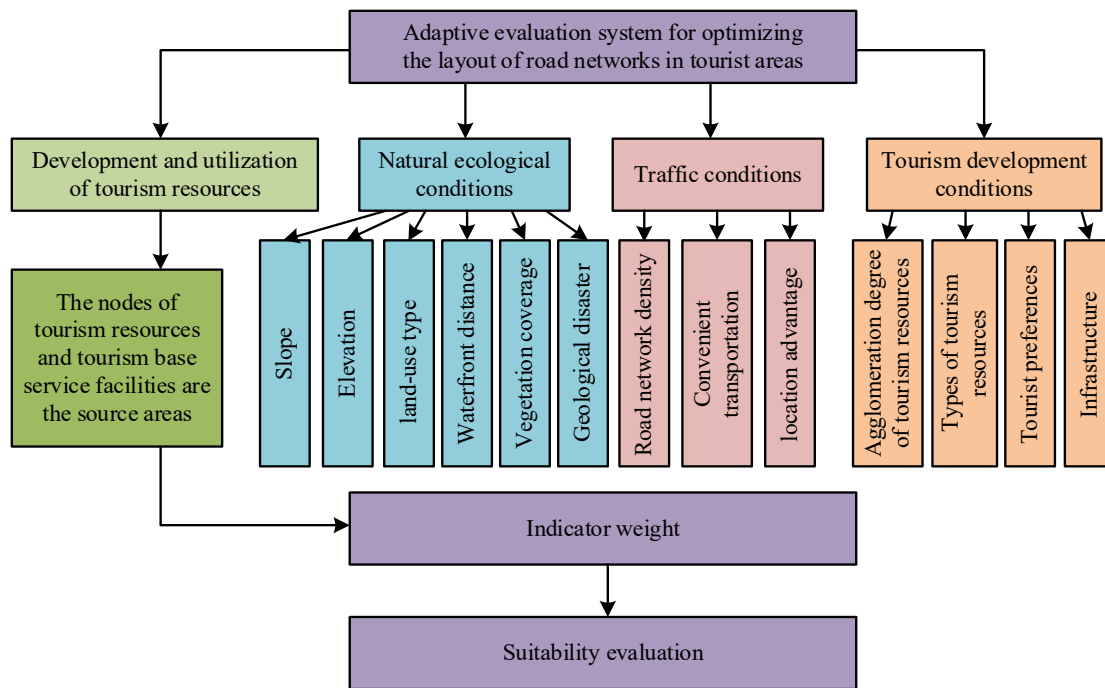 Adaptive evaluation system for optimizing
the layout of road networks in tourist areas
Development and utilization
of tourism resources
Natural ecological
conditions
Traffic conditions
Tourism development
conditions
The nodes of
tourism resources
and tourism base
service facilities are
the source areas
Slope
Elevation
land-use type
Waterfront distance
Vegetation coverage
Geological disaster
Road network density
Convenient
transportation
location advantage
Agglomeration degree
of tourism resources
Types of tourism
resources
Tourist preferences
Infrastructure
Indicator weight
Suitability evaluation